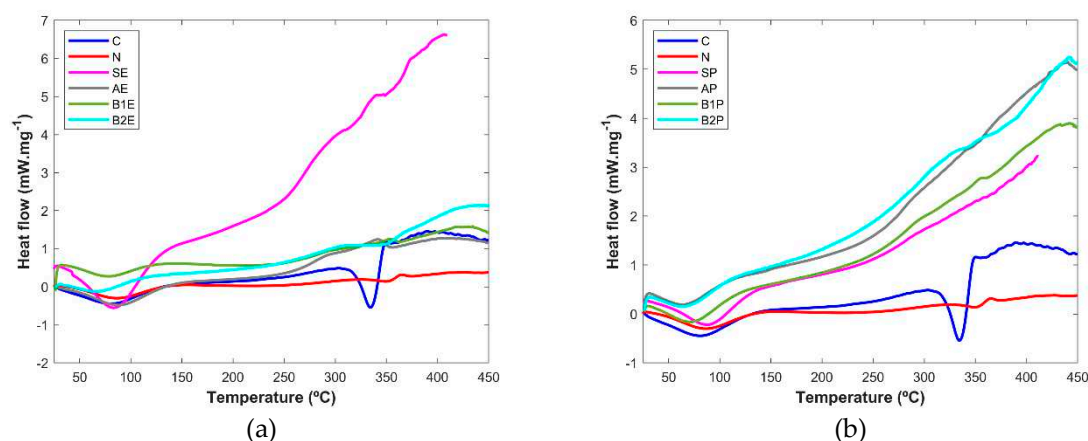 7
6
5
4
3
2
1
0
-1
-2
Heat flow (mW.mg-1)
C
N
SE
AE
B1E
B2E
50 100 150 200 250 300 350 400 450
Temperature (ºC)
(a)
6
5
4
3
2
1
0
-1
Heat flow (mW.mg-1)
C
N
SP
AP
B1P
B2P
50 100 150 200 250 300 350 400 450
Temperature (ºC)
(b)